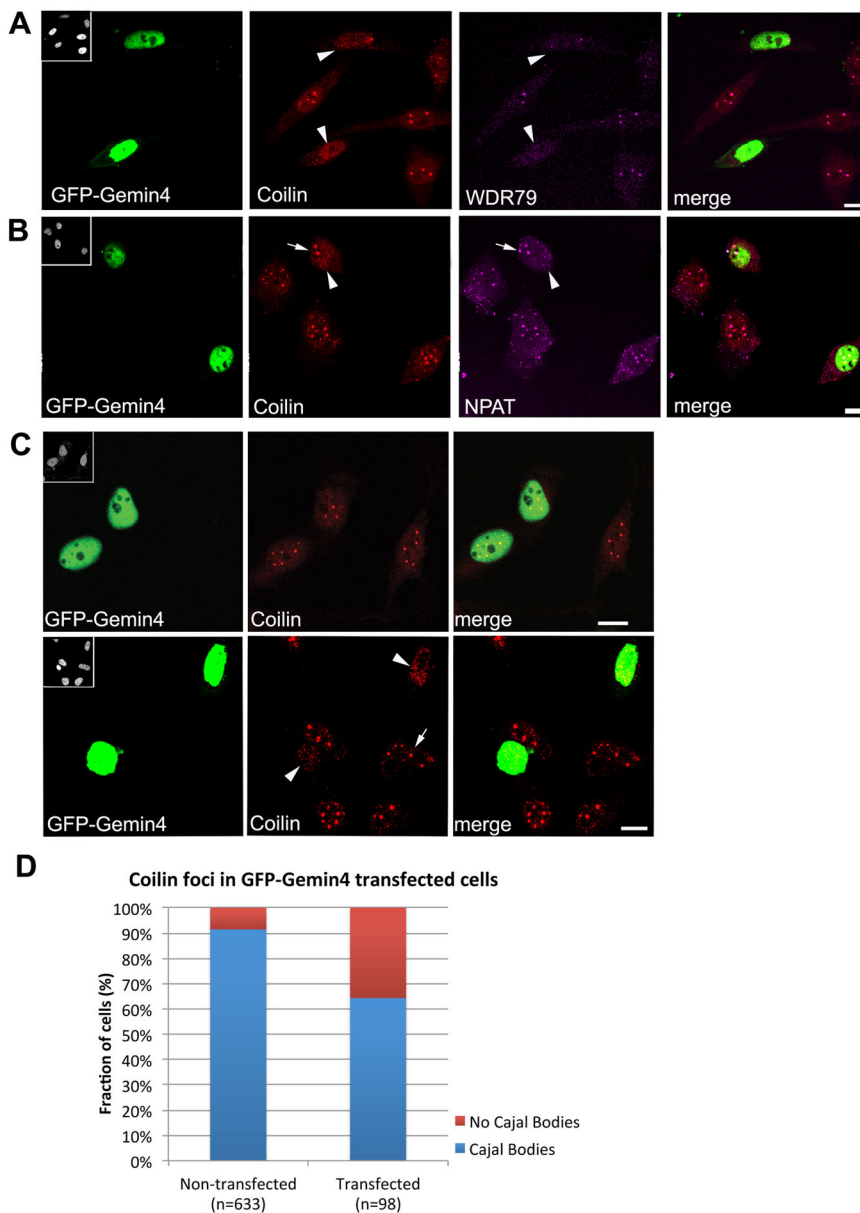 A
GFP-Gemin4
Coilin
WDR79
merge
B
GFP-Gemin4
Coilin
NPAT
merge
C
GFP-Gemin4
Coilin
merge
GFP-Gemin4
Coilin
merge
D
Coilin foci in GFP-Gemin4 transfected cells
Fraction of cells (%)
100%
90%
80%
70%
60%
50%
40%
30%
20%
10%
0%
No Cajal Bodies
Cajal Bodies
Non-transfected
(n=633)
Transfected
(n=98)